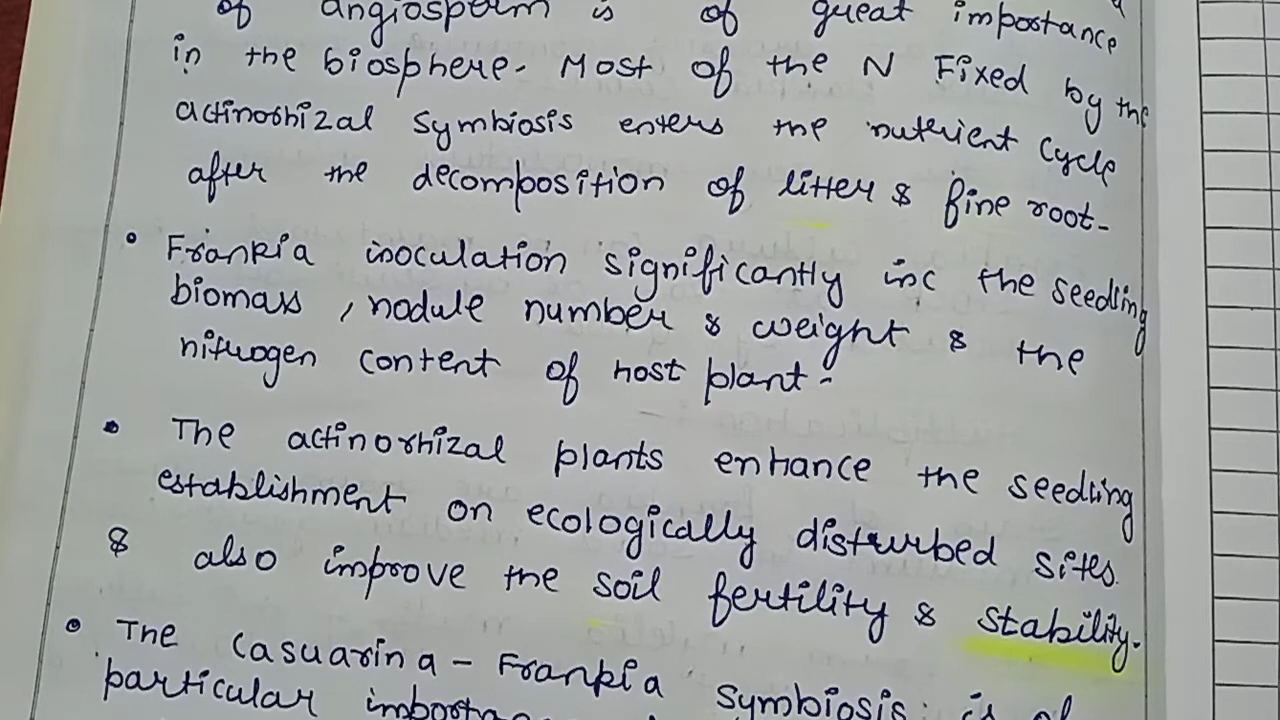 of angiosperm is of great importance
in the biosphere. Most of the N Fixed by the
actinorhizal symbiosis enters the nutrient cycle
after the decomposition of litter & fine root.
• Frankia inoculation significantly inc the seedling
biomass, nodule number & weight & the
nitrogen content of host plant.
• The actinorhizal plants enhance the seedling
establishment on ecologically disturbed sites.
& also improve the soil fertility & stability.
• The Casuarina - Frankia symbiosis is of
particular importance